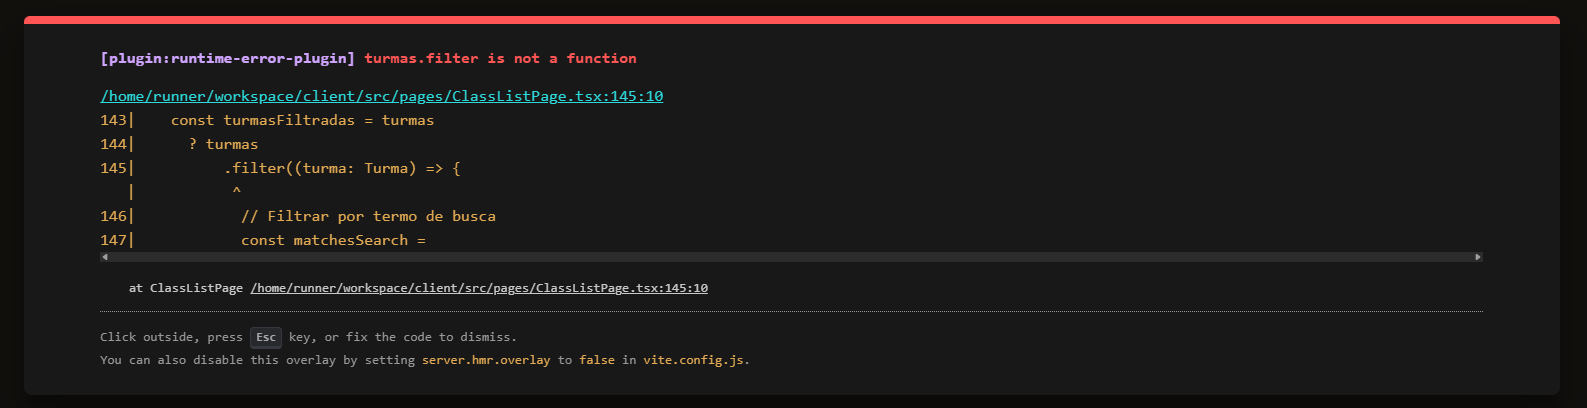 [plugin:runtime-error-plugin] turmas.filter is not a function
/home/runner/workspace/client/src/pages/ClassListPage.tsx:145:10
143|    const turmasFiltradas = turmas
144|      ? turmas
145|          .filter((turma: Turma) => {
   |           ^
146|            // Filtrar por termo de busca
147|            const matchesSearch =
at ClassListPage /home/runner/workspace/client/src/pages/ClassListPage.tsx:145:10
Click outside, press Esc key, or fix the code to dismiss.
You can also disable this overlay by setting server.hmr.overlay to false in vite.config.js.